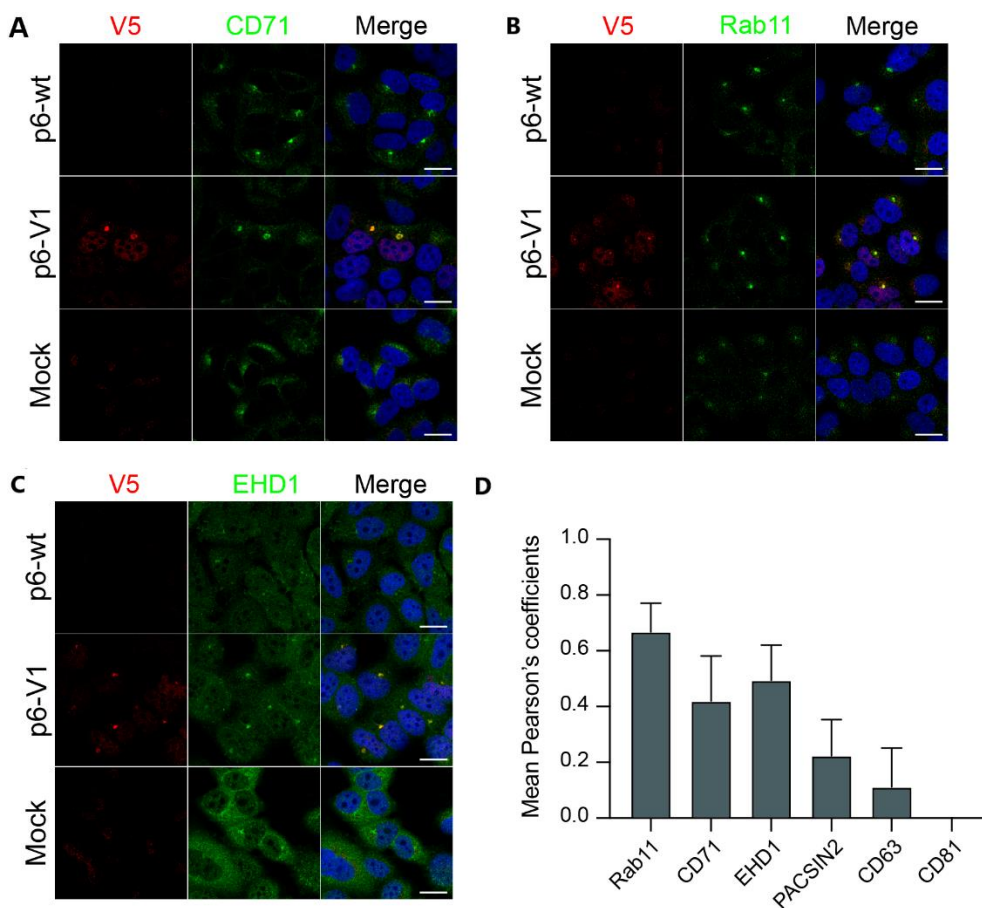 A
V5 CD71 Merge
p6-wt
p6-V1
Mock
B
V5 Rab11 Merge
p6-wt
p6-V1
Mock
C
V5 EHD1 Merge
p6-wt
p6-V1
Mock
D
Mean Pearson's coefficients
1.0
0.8
0.6
0.4
0.2
0.0
Rab11
CD71
EHD1
PACSIN2
CD63
CD81